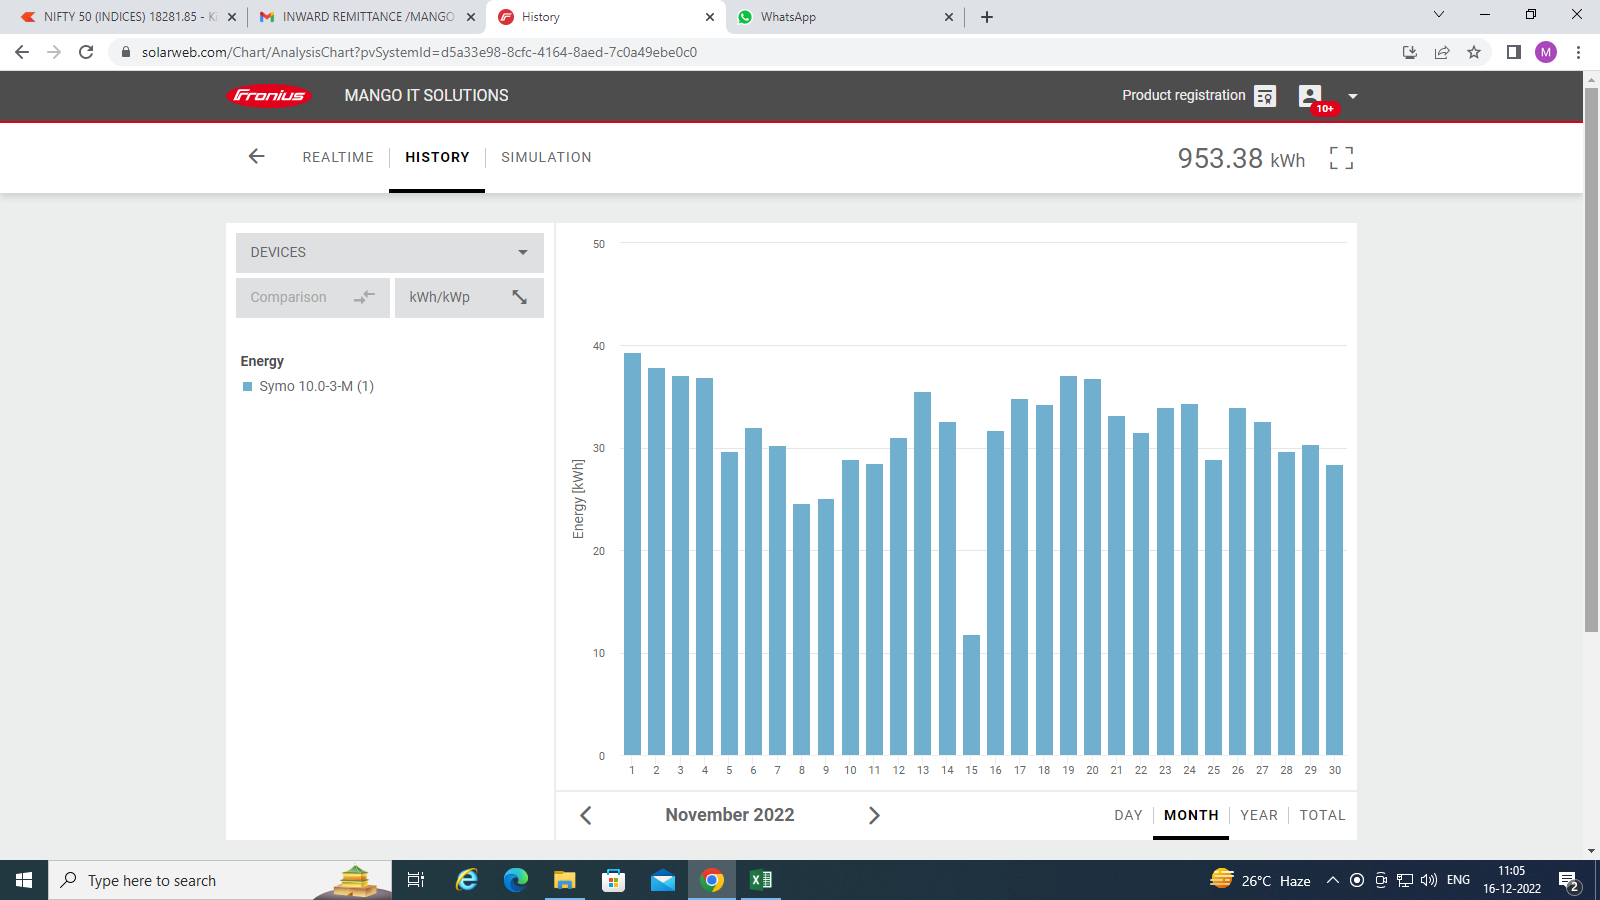 NIFTY 50 (INDICES) 18281.85 -
INWARD REMITTANCE /MANGO
History
WhatsApp
solarweb.com/Chart/AnalysisChart?pvSystemId=d5a33e98-8cfc-4164-8aed-7c0a49ebe0c0
M
Fronius
MANGO IT SOLUTIONS
Product registration
10+
REALTIME
HISTORY
SIMULATION
953.38 kWh
DEVICES
Comparison
kWh/kWp
Energy
Symo 10.0-3-M (1)
50
40
30
20
10
0
Energy [kWh]
1 2 3 4 5 6 7 8 9 10 11 12 13 14 15 16 17 18 19 20 21 22 23 24 25 26 27 28 29 30
November 2022
DAY
MONTH
YEAR
TOTAL
Type here to search
26°C Haze
ENG
11:05
16-12-2022
2